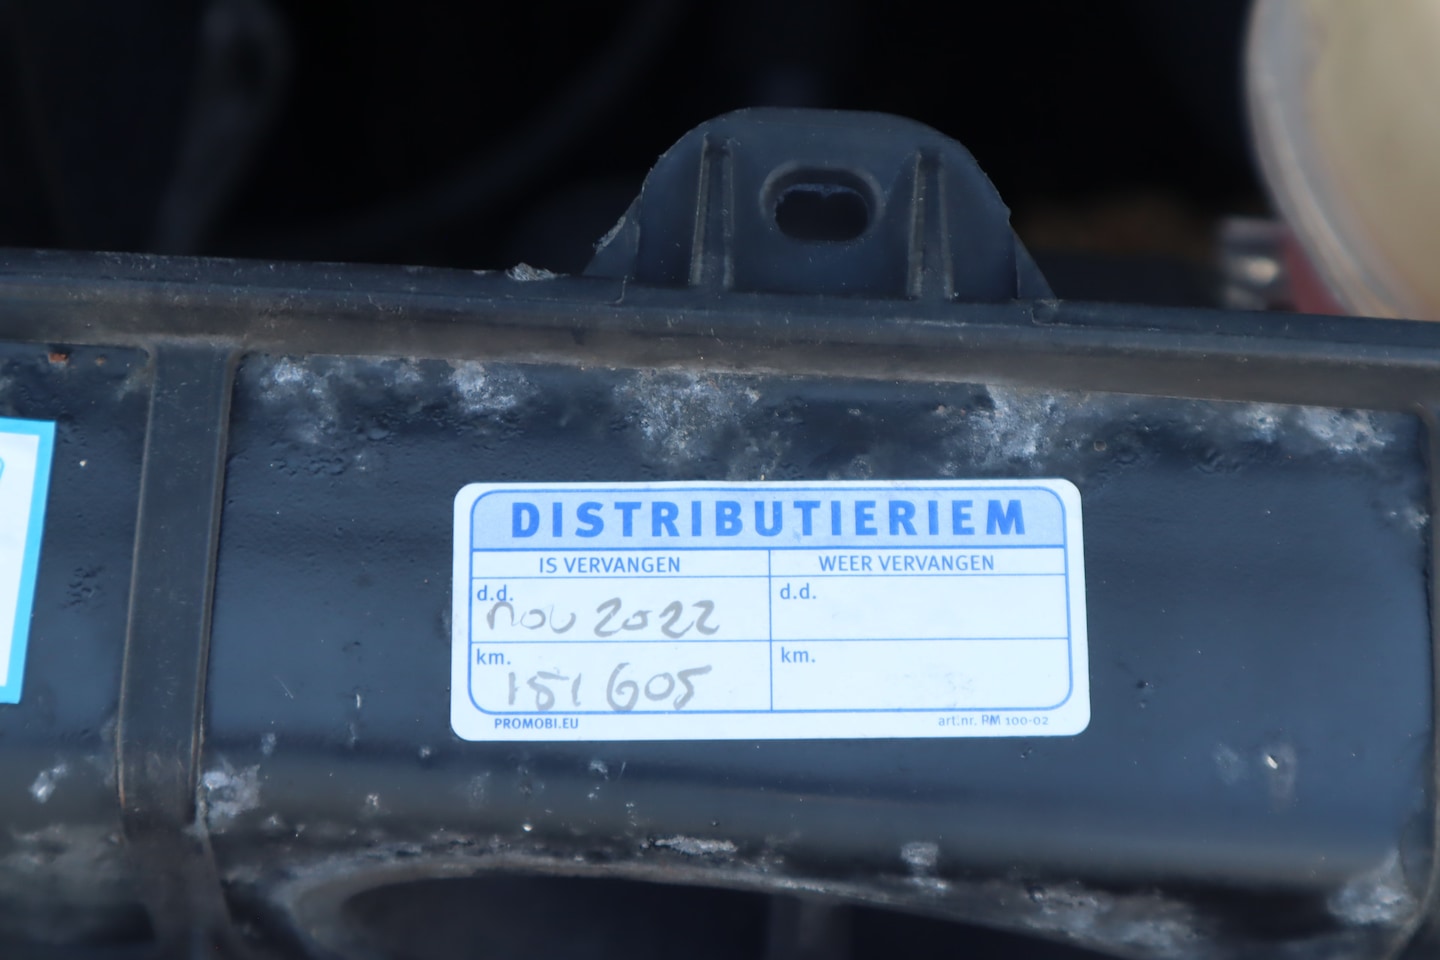 DISTRIBUTIERIEM
IS VERVANGEN WEER VERVANGEN
d.d. nov 2022 d.d.
km. 151 605 km.
PROMOBI.EU art.nr. PM 100-02